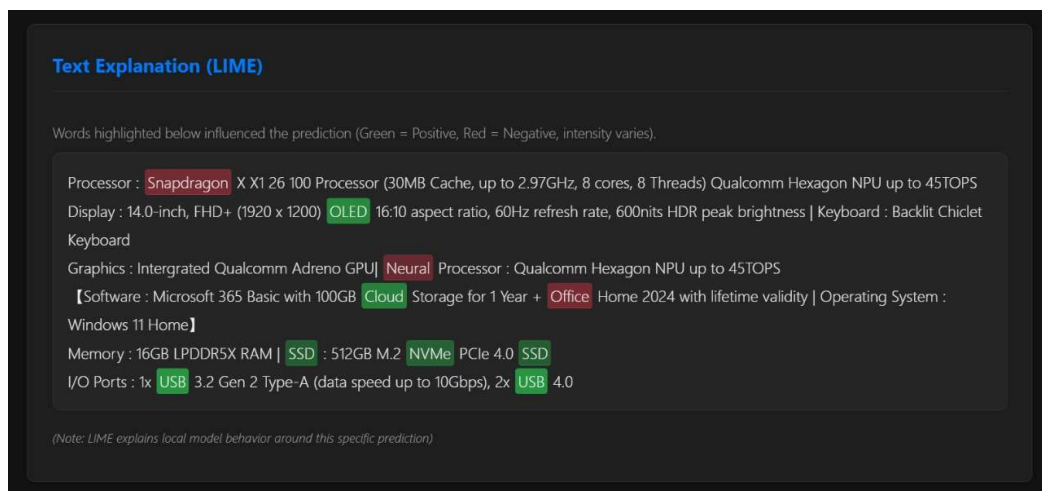 Text Explanation (LIME)
Words highlighted below influenced the prediction (Green = Positive, Red = Negative, intensity varies).
Processor : Snapdragon X X1 26 100 Processor (30MB Cache, up to 2.97GHz, 8 cores, 8 Threads) Qualcomm Hexagon NPU up to 45TOPS
Display : 14.0-inch, FHD+ (1920 x 1200) OLED 16:10 aspect ratio, 60Hz refresh rate, 600nits HDR peak brightness | Keyboard : Backlit Chiclet
Keyboard
Graphics : Intergrated Qualcomm Adreno GPU| Neural Processor : Qualcomm Hexagon NPU up to 45TOPS
【Software : Microsoft 365 Basic with 100GB Cloud Storage for 1 Year + Office Home 2024 with lifetime validity | Operating System :
Windows 11 Home】
Memory : 16GB LPDDR5X RAM | SSD : 512GB M.2 NVMe PCIe 4.0 SSD
I/O Ports : 1x USB 3.2 Gen 2 Type-A (data speed up to 10Gbps), 2x USB 4.0
(Note: LIME explains local model behavior around this specific prediction)